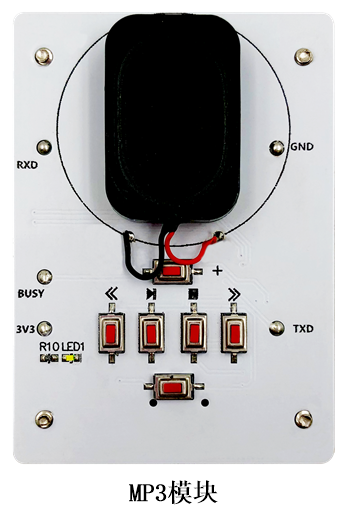 GND
RXD
+
BUSY
3V3
TXD
R10 LED1
MP3模块